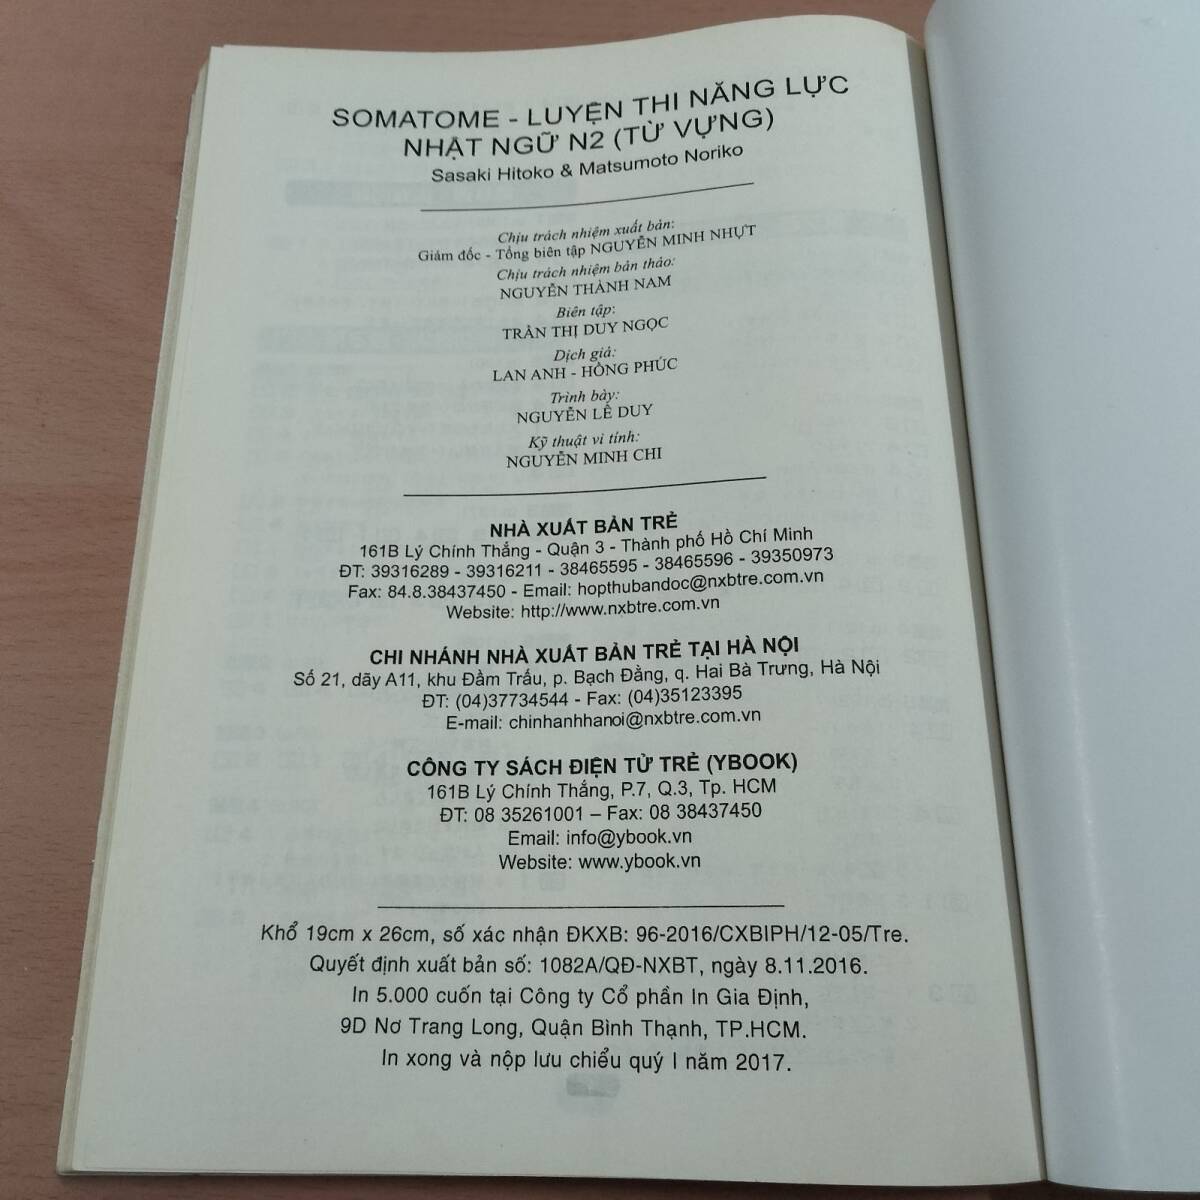 SOMATOME - LUYỆN THI NĂNG LỰC
NHẬT NGỮ N2 (TỪ VỰNG)
Sasaki Hitoko & Matsumoto Noriko
Chịu trách nhiệm xuất bản:
Giám đốc - Tổng biên tập NGUYỄN MINH NHỰT
Chịu trách nhiệm bản thảo:
NGUYỄN THÀNH NAM
Biên tập:
TRẦN THỊ DUY NGỌC
Dịch giả:
LAN ANH - HỒNG PHÚC
Trình bày:
NGUYỄN LÊ DUY
Kỹ thuật vi tính:
NGUYỄN MINH CHI
NHÀ XUẤT BẢN TRẺ
161B Lý Chính Thắng - Quận 3 - Thành phố Hồ Chí Minh
ĐT: 39316289 - 39316211 - 38465595 - 38465596 - 39350973
Fax: 84.8.38437450 - Email: hopthubandoc@nxbtre.com.vn
Website: http://www.nxbtre.com.vn
CHI NHÁNH NHÀ XUẤT BẢN TRẺ TẠI HÀ NỘI
Số 21, dãy A11, khu Đầm Trấu, p. Bạch Đằng, q. Hai Bà Trưng, Hà Nội
ĐT: (04)37734544 - Fax: (04)35123395
E-mail: chinhanhhanoi@nxbtre.com.vn
CÔNG TY SÁCH ĐIỆN TỬ TRẺ (YBOOK)
161B Lý Chính Thắng, P.7, Q.3, Tp. HCM
ĐT: 08 35261001 – Fax: 08 38437450
Email: info@ybook.vn
Website: www.ybook.vn
Khổ 19cm x 26cm, số xác nhận ĐKXB: 96-2016/CXBIPH/12-05/Tre.
Quyết định xuất bản số: 1082A/QĐ-NXBT, ngày 8.11.2016.
In 5.000 cuốn tại Công ty Cổ phần In Gia Định,
9D Nơ Trang Long, Quận Bình Thạnh, TP.HCM.
In xong và nộp lưu chiểu quý I năm 2017.